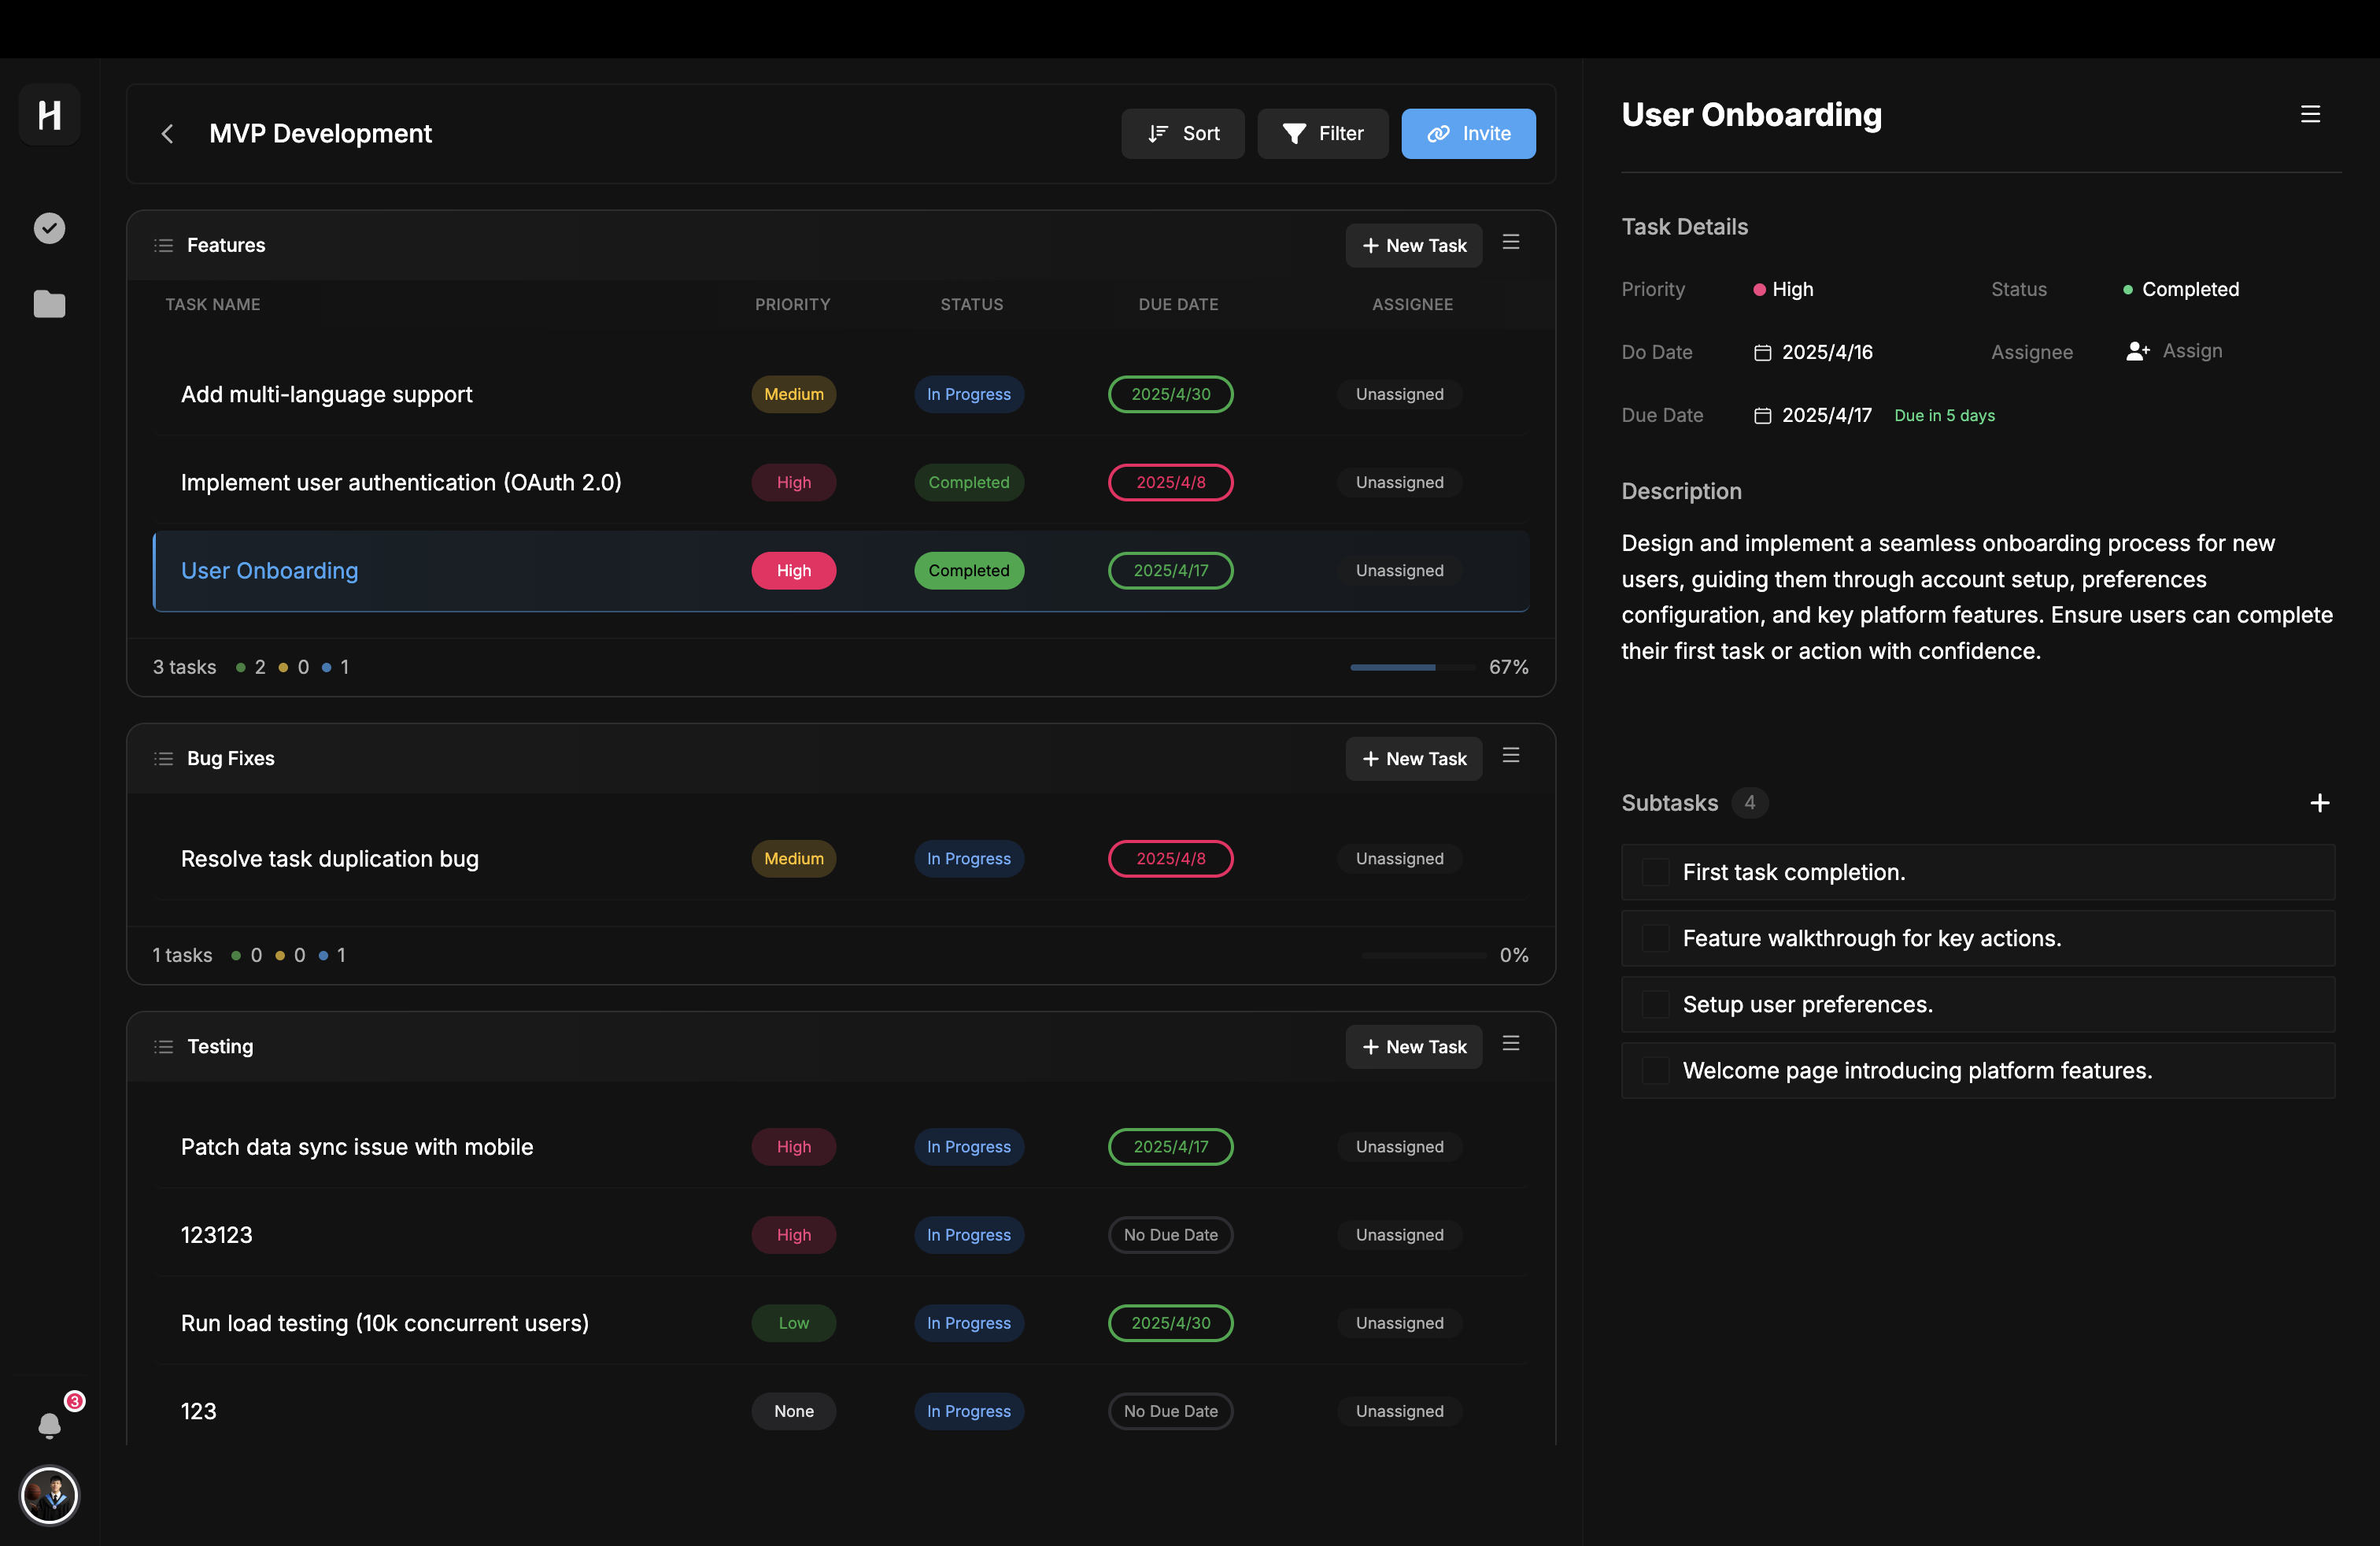 H
MVP Development
Sort
Filter
Invite
Features
+ New Task
TASK NAME PRIORITY STATUS DUE DATE ASSIGNEE
Add multi-language support Medium In Progress 2025/4/30 Unassigned
Implement user authentication (OAuth 2.0) High Completed 2025/4/8 Unassigned
User Onboarding High Completed 2025/4/17 Unassigned
3 tasks 2 0 1 67%
Bug Fixes
+ New Task
Resolve task duplication bug Medium In Progress 2025/4/8 Unassigned
1 tasks 0 0 1 0%
Testing
+ New Task
Patch data sync issue with mobile High In Progress 2025/4/17 Unassigned
123123 High In Progress No Due Date Unassigned
Run load testing (10k concurrent users) Low In Progress 2025/4/30 Unassigned
123 None In Progress No Due Date Unassigned
3
User Onboarding
Task Details
Priority High Status Completed
Do Date 2025/4/16 Assignee Assign
Due Date 2025/4/17 Due in 5 days
Description
Design and implement a seamless onboarding process for new
users, guiding them through account setup, preferences
configuration, and key platform features. Ensure users can complete
their first task or action with confidence.
Subtasks 4
First task completion.
Feature walkthrough for key actions.
Setup user preferences.
Welcome page introducing platform features.